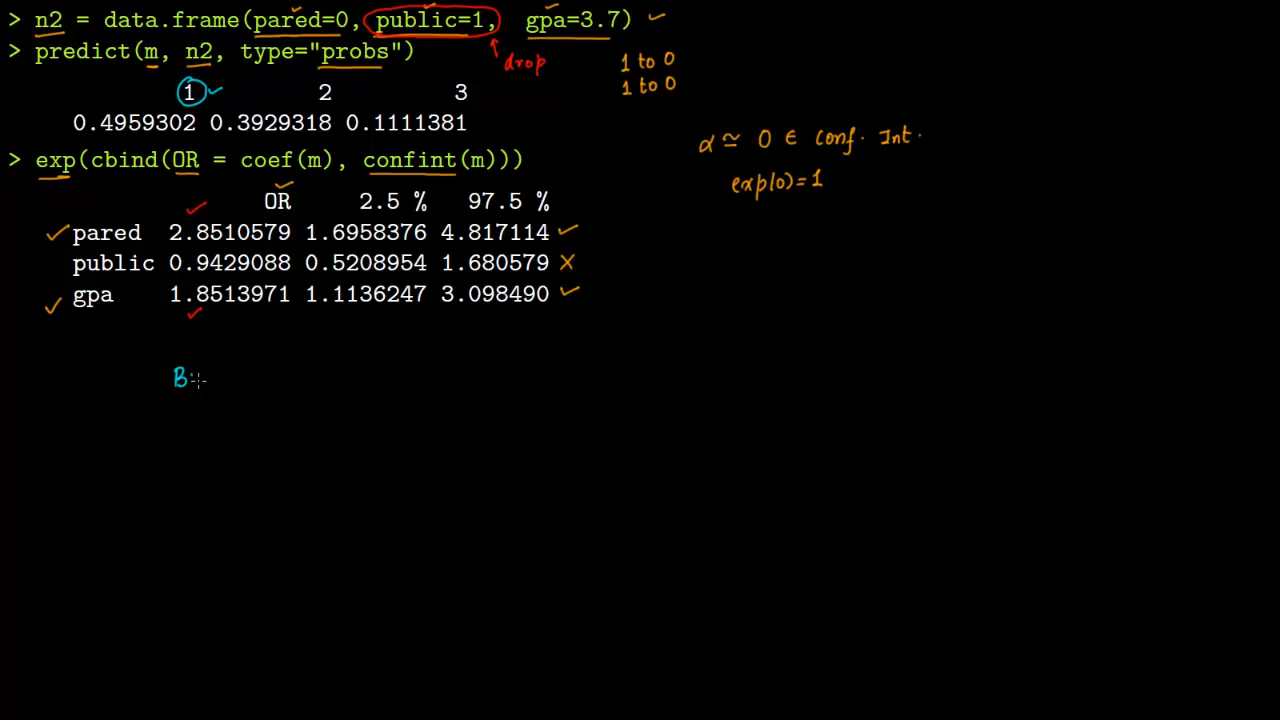 > n2 = data.frame(pared=0, public=1, gpa=3.7)
> predict(m, n2, type="probs")
drop
1 to 0
1 to 0
1 2 3
0.4959302 0.3929318 0.1111381
α ≃ 0 ∈ Conf. Int.
> exp(cbind(OR = coef(m), confint(m)))
exp(0)=1
OR 2.5 % 97.5 %
pared 2.8510579 1.6958376 4.817114
public 0.9429088 0.5208954 1.680579
gpa 1.8513971 1.1136247 3.098490
B